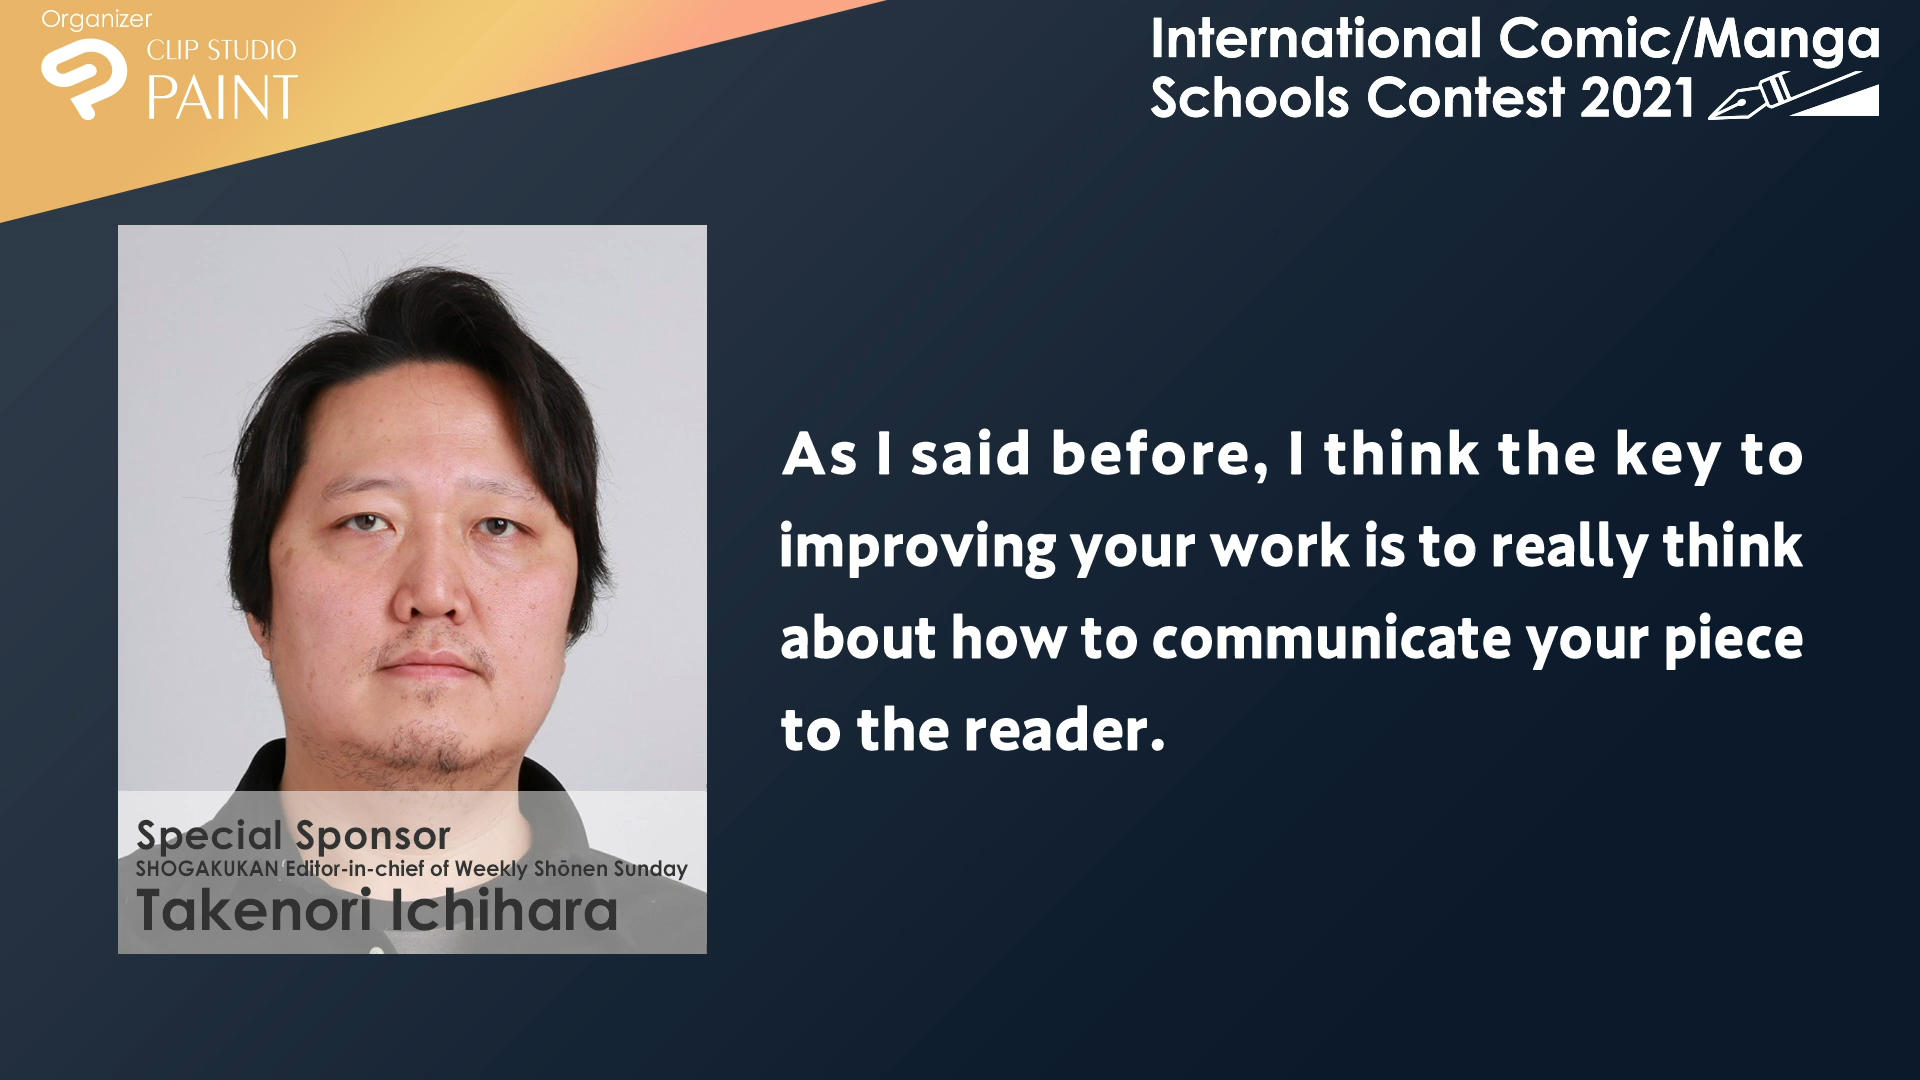 Organizer
CLIP STUDIO
PAINT
International Comic/Manga
Schools Contest 2021
As I said before, I think the key to
improving your work is to really think
about how to communicate your piece
to the reader.
Special Sponsor
SHOGAKUKAN Editor-in-chief of Weekly Shōnen Sunday
Takenori Ichihara